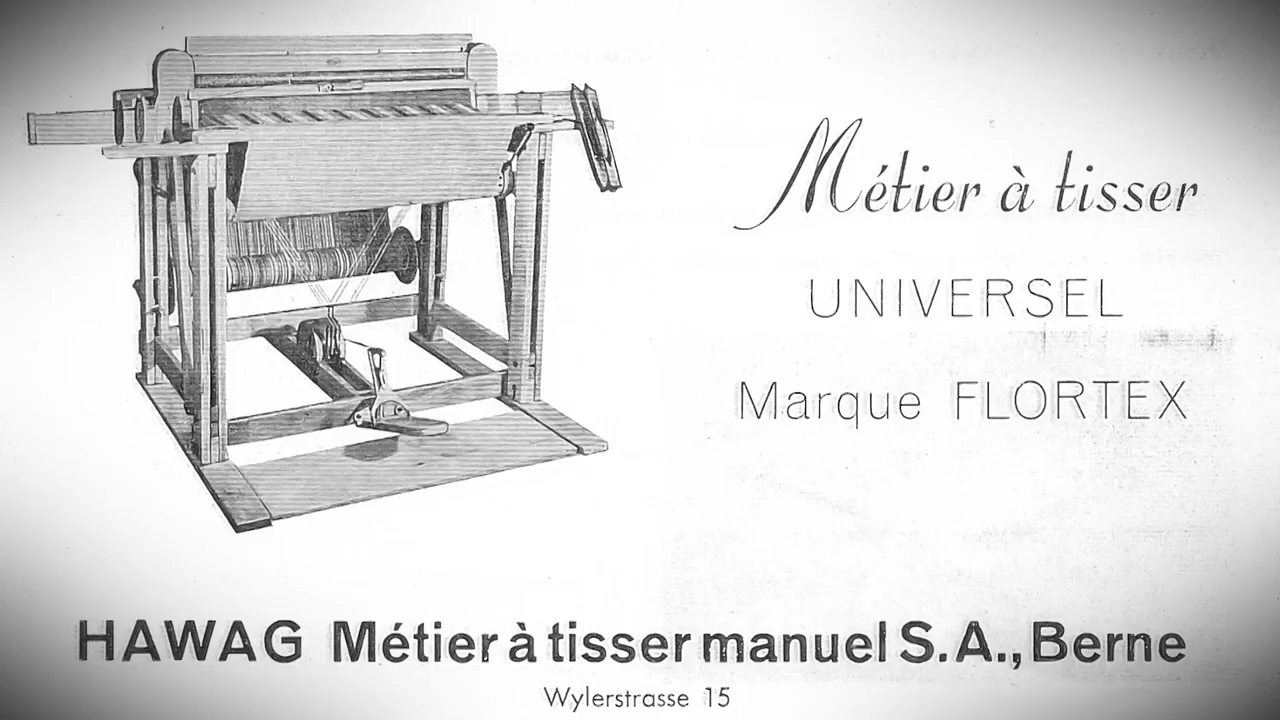 Métier à tisser
UNIVERSEL
Marque FLORTEX
HAWAG Métier à tisser manuel S.A., Berne
Wylerstrasse 15